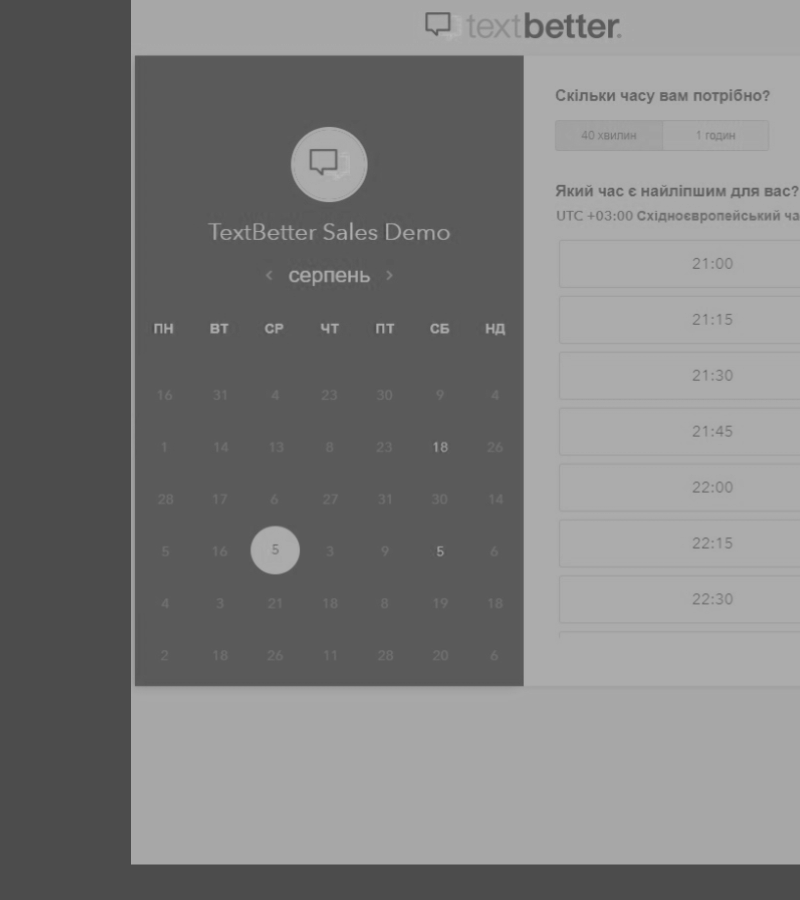 textbetter.
TextBetter Sales Demo
‹ серпень ›
ПН ВТ СР ЧТ ПТ СБ НД
16 31 4 23 30 9 4
1 14 13 8 23 18 26
28 17 6 27 31 30 14
5 16 5 3 9 5 6
4 3 21 18 8 19 18
2 18 26 11 28 20 6
Скільки часу вам потрібно?
40 хвилин 1 годин
Який час є найліпшим для вас?
UTC +03:00 Східноєвропейський ча
21:00
21:15
21:30
21:45
22:00
22:15
22:30